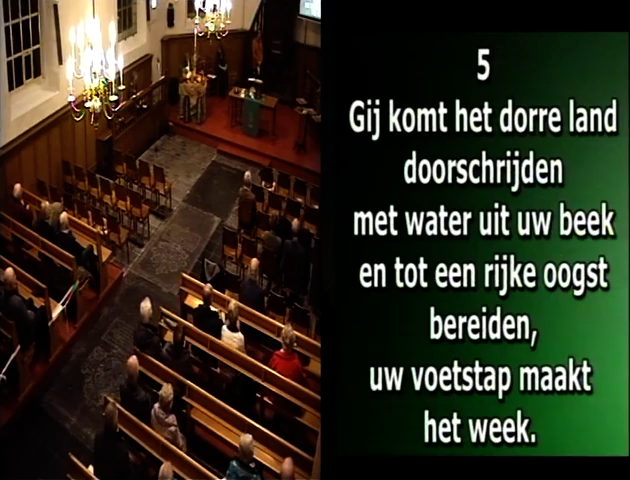 5
Gij komt het dorre land
doorschrijden
met water uit uw beek
en tot een rijke oogst
bereiden,
uw voetstap maakt
het week.